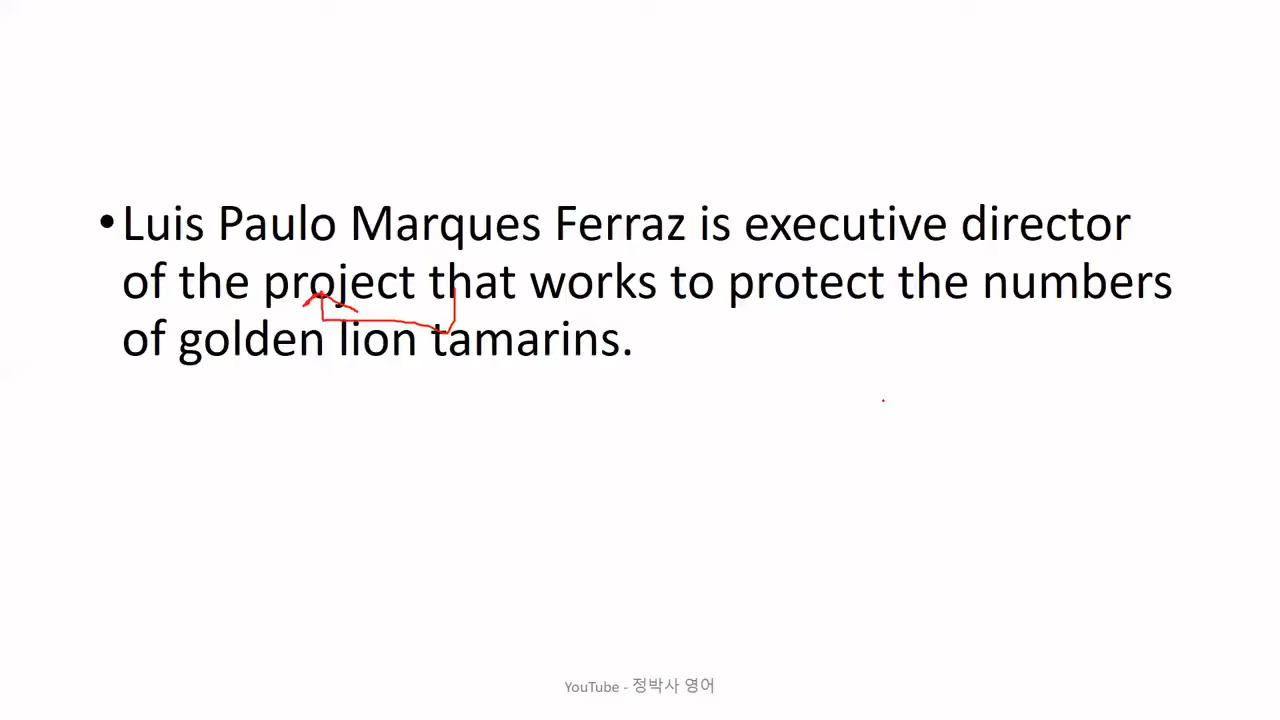 •Luis Paulo Marques Ferraz is executive director
of the project that works to protect the numbers
of golden lion tamarins.
YouTube - 정박사 영어